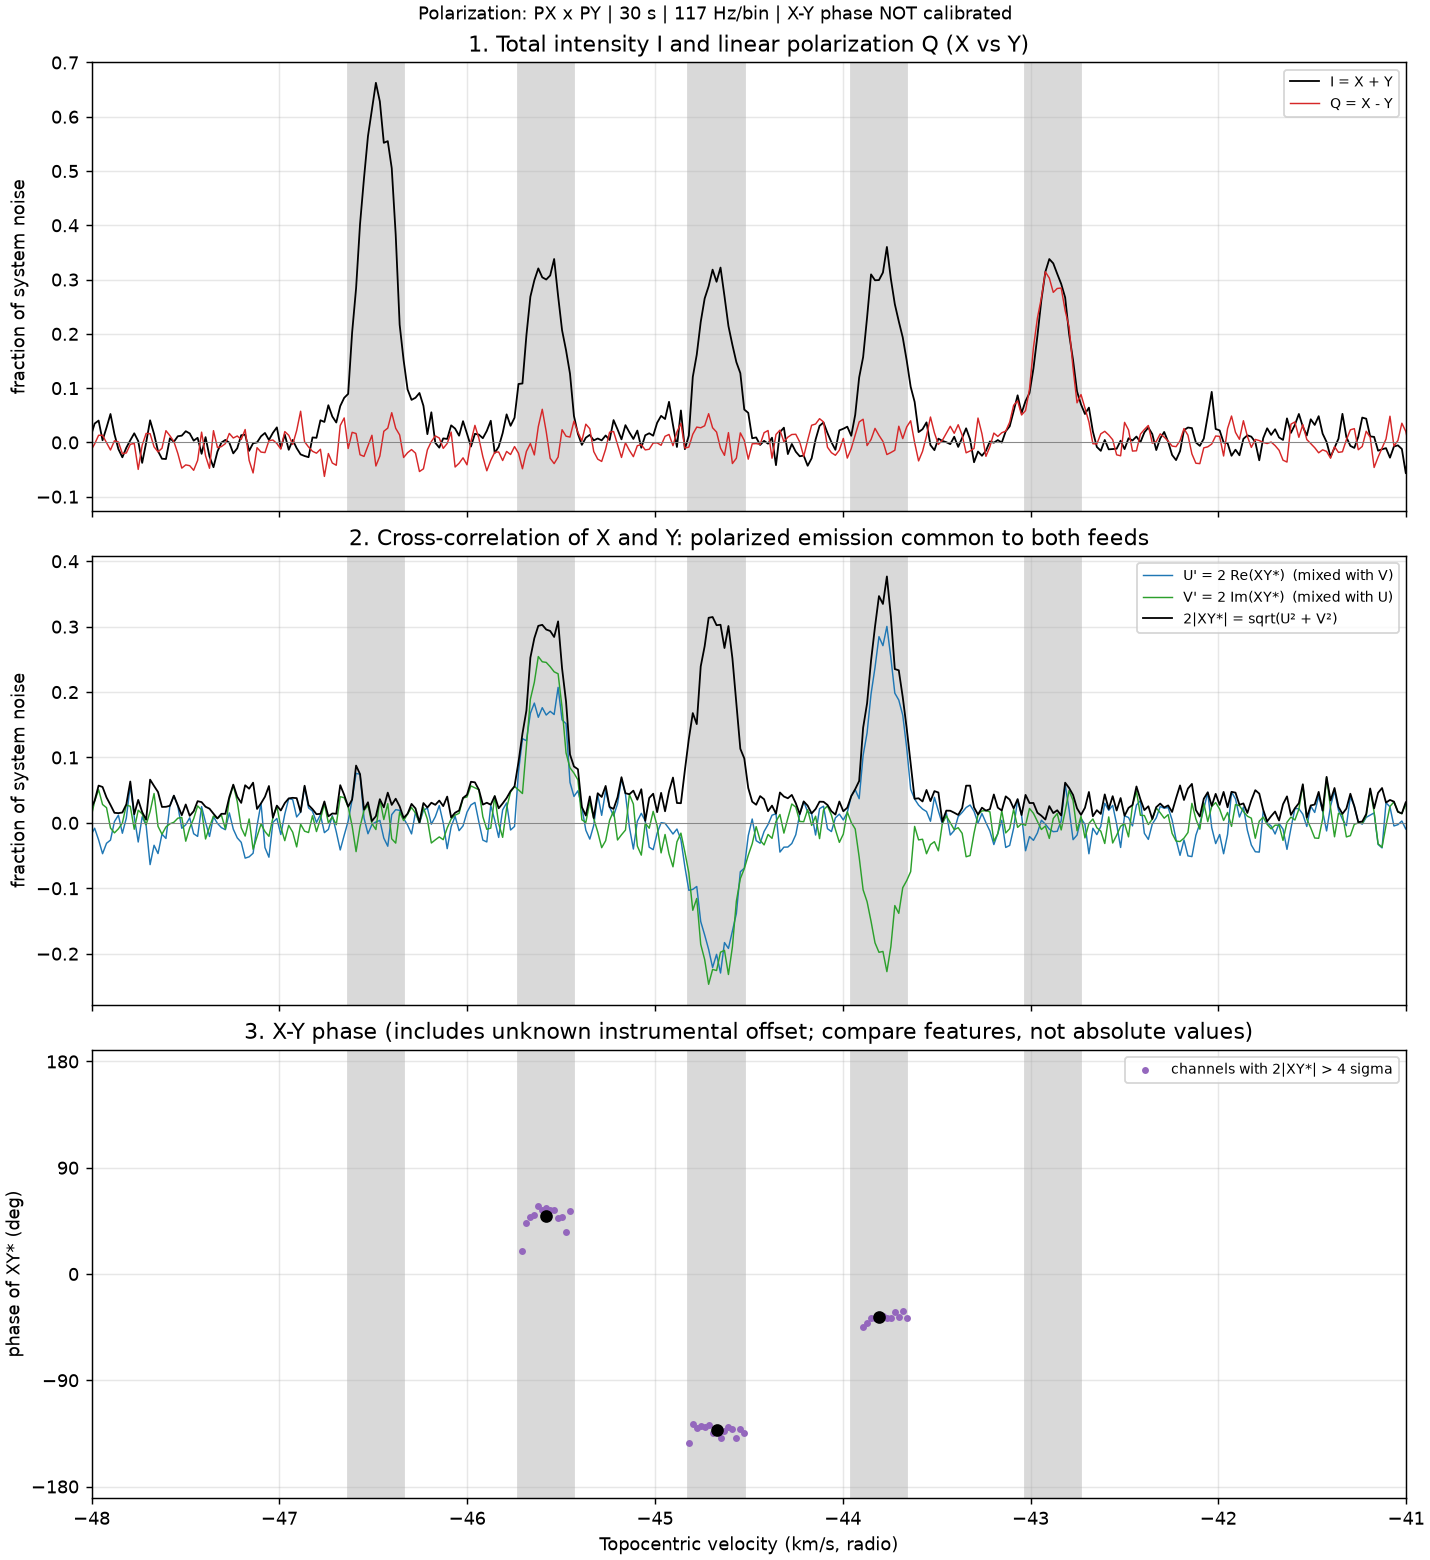 Polarization: PX x PY | 30 s | 117 Hz/bin | X-Y phase NOT calibrated
1. Total intensity I and linear polarization Q (X vs Y)
I = X + Y
Q = X - Y
0.7
0.6
0.5
0.4
0.3
0.2
0.1
0.0
−0.1
fraction of system noise
2. Cross-correlation of X and Y: polarized emission common to both feeds
U' = 2 Re(XY*) (mixed with V)
V' = 2 Im(XY*) (mixed with U)
2|XY*| = sqrt(U² + V²)
0.4
0.3
0.2
0.1
0.0
−0.1
−0.2
fraction of system noise
3. X-Y phase (includes unknown instrumental offset; compare features, not absolute values)
channels with 2|XY*| > 4 sigma
180
90
0
−90
−180
phase of XY* (deg)
−48 −47 −46 −45 −44 −43 −42 −41
Topocentric velocity (km/s, radio)